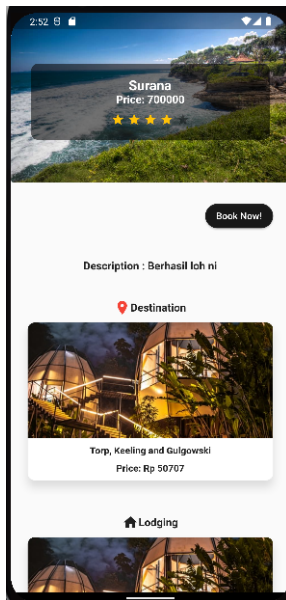 2:52
Surana
Price: 700000
Book Now!
Description : Berhasil loh ni
Destination
Torp, Keeling and Gulgowski
Price: Rp 50707
Lodging